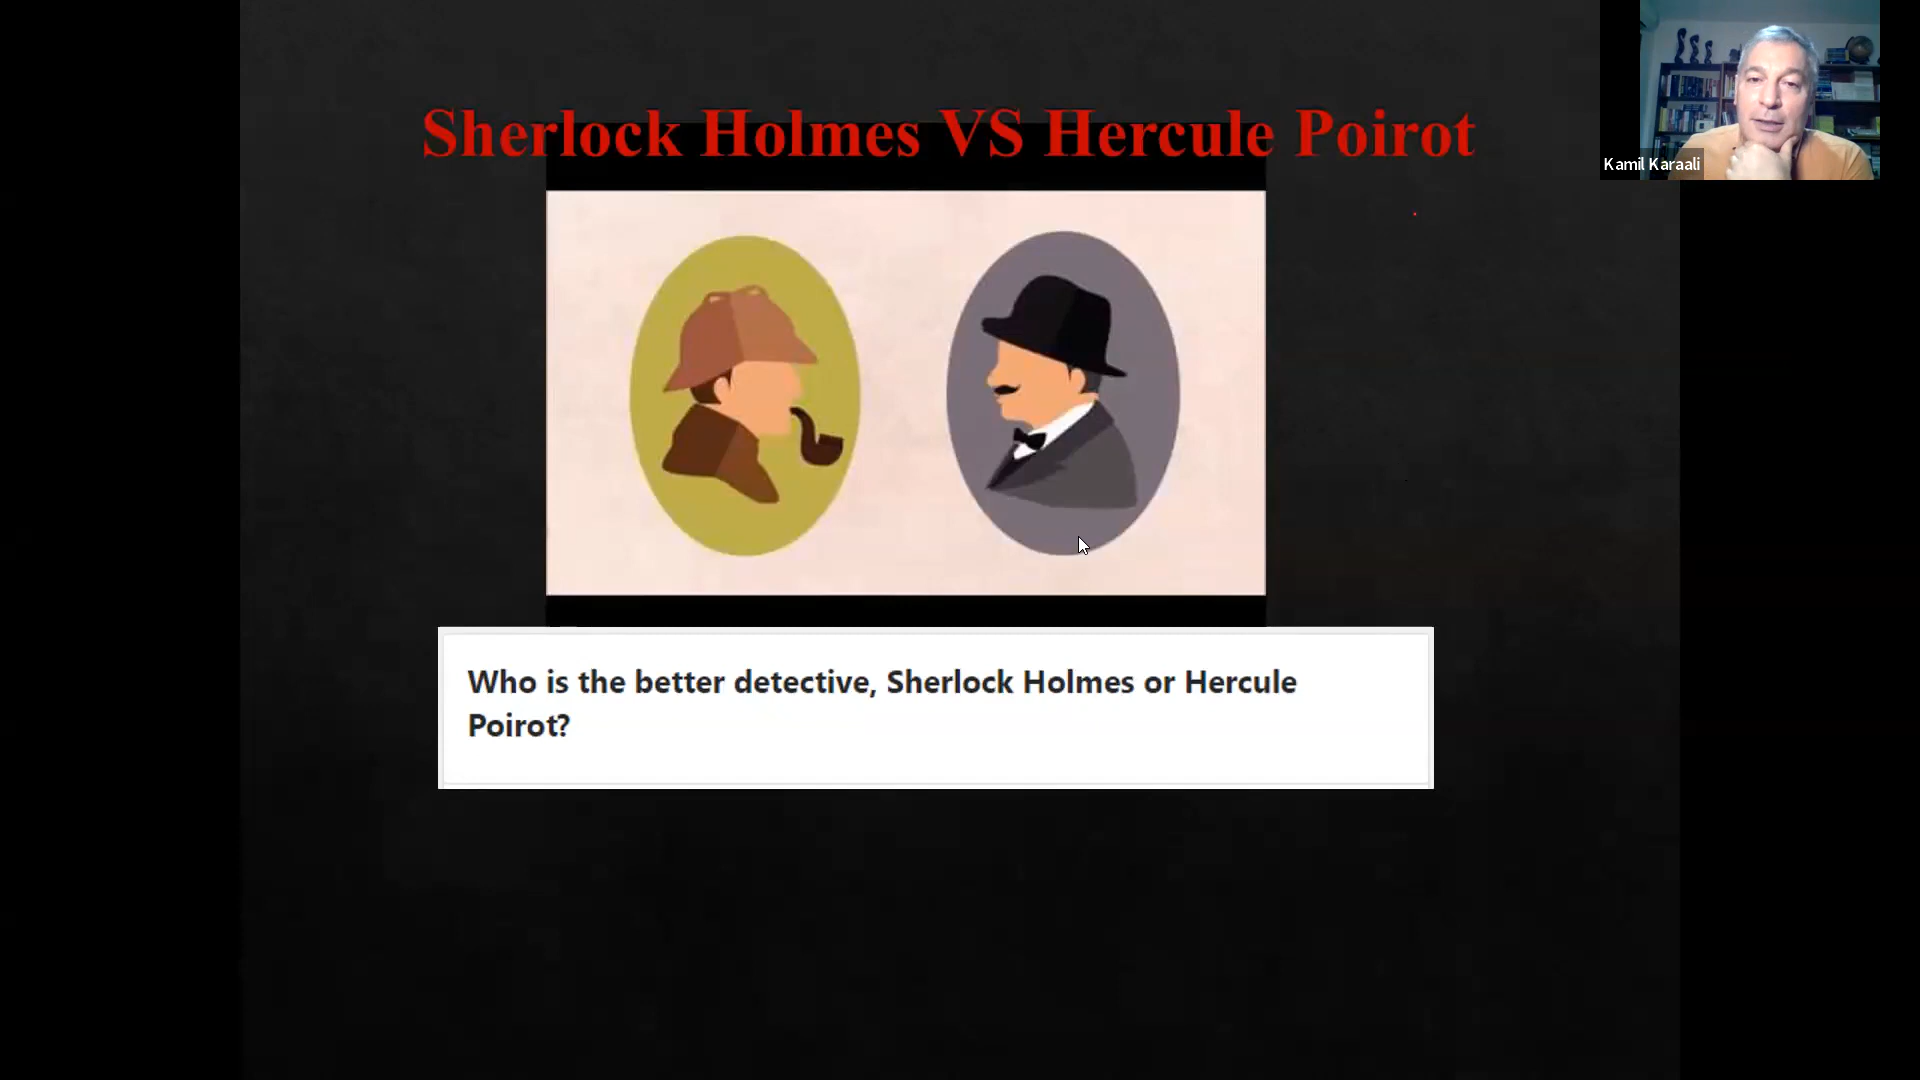 Sherlock Holmes VS Hercule Poirot
Kamil Karaali
Who is the better detective, Sherlock Holmes or Hercule
Poirot?